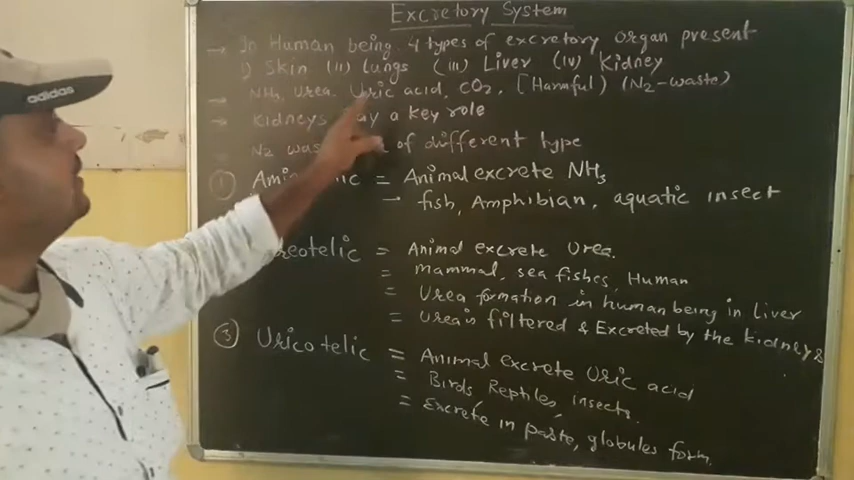 Excretory System
→ In Human being 4 types of excretory organ present
i) Skin (ii) Lungs (iii) Liver (iv) Kidney
→ NH3, Urea, Uric acid, CO2, [Harmful) (N2-waste)
→ Kidneys ay a key role
N2 was of different type
① Am lic = Animal excrete NH3
→ fish, Amphibian, aquatic insect
reotelic = Animal excrete Urea.
= Mammal, sea fishes, Human
= Urea formation in human being in liver
= Urea is filtered & Excreted by the kidneys
③ Uricotelic = Animal excrete Uric acid
= Birds Reptiles, insects.
= Excrete in paste, globules form.